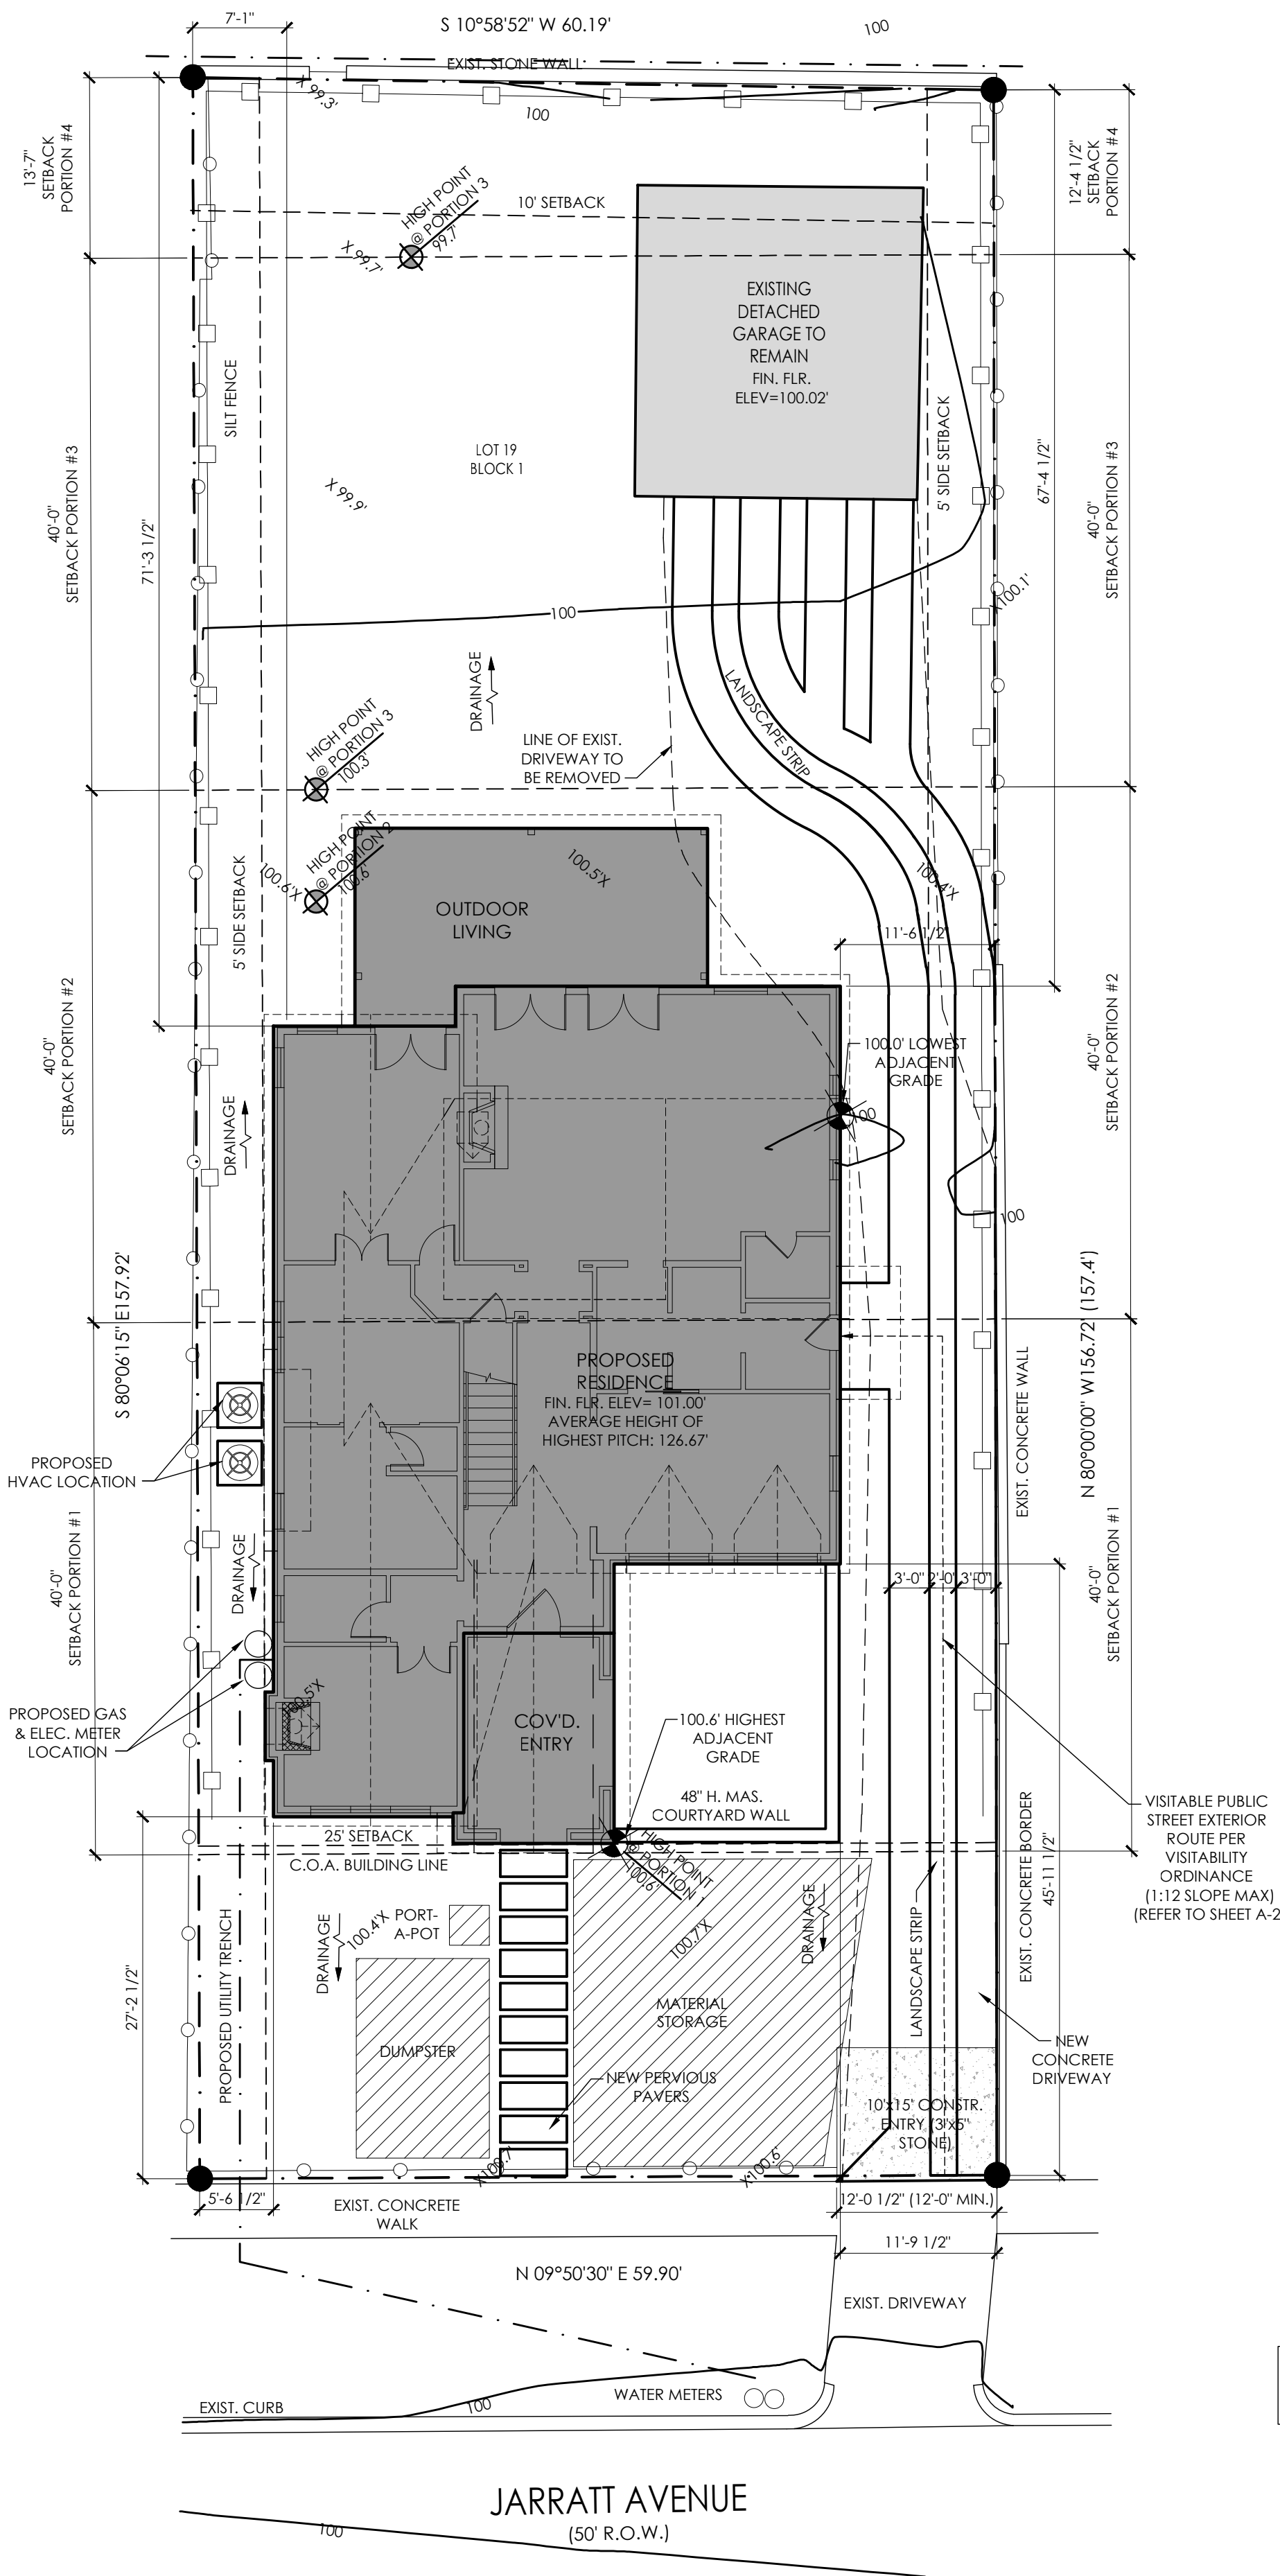 7'-1"
S 10°58'52" W 60.19'
100
EXIST. STONE WALL
X 99.3'
100
13'-7"
SETBACK
PORTION #4
12'-4 1/2"
SETBACK
PORTION #4
HIGH POINT
@ PORTION 3
99.7'
X 99.7'
10' SETBACK
EXISTING
DETACHED
GARAGE TO
REMAIN
FIN. FLR.
ELEV=100.02'
SILT FENCE
5' SIDE SETBACK
LOT 19
BLOCK 1
X 99.9'
40'-0"
SETBACK PORTION #3
71'-3 1/2"
67'-4 1/2"
40'-0"
SETBACK PORTION #3
X100.1'
100
DRAINAGE
LANDSCAPE STRIP
LINE OF EXIST.
DRIVEWAY TO
BE REMOVED
HIGH POINT
@ PORTION 3
100.3'
HIGH POINT
@ PORTION 2
100.6'
100.6'X
100.5'X
100.4'X
5' SIDE SETBACK
OUTDOOR
LIVING
11'-6 1/2"
40'-0"
SETBACK PORTION #2
40'-0"
SETBACK PORTION #2
100.0' LOWEST
ADJACENT
GRADE
100
DRAINAGE
100
S 80°06'15" E157.92'
N 80°00'00" W156.72' (157.4')
PROPOSED
RESIDENCE
FIN. FLR. ELEV= 101.00'
AVERAGE HEIGHT OF
HIGHEST PITCH: 126.67'
EXIST. CONCRETE WALL
PROPOSED
HVAC LOCATION
40'-0"
SETBACK PORTION #1
DRAINAGE
3'-0"
2'-0"
3'-0"
40'-0"
SETBACK PORTION #1
PROPOSED GAS
& ELEC. METER
LOCATION
COV'D.
ENTRY
100.6' HIGHEST
ADJACENT
GRADE
48" H. MAS.
COURTYARD WALL
VISITABLE PUBLIC
STREET EXTERIOR
ROUTE PER
VISITABILITY
ORDINANCE
(1:12 SLOPE MAX)
(REFER TO SHEET A-2
25' SETBACK
C.O.A. BUILDING LINE
HIGH POINT
@ PORTION 1
100.6'
EXIST. CONCRETE BORDER
45'-11 1/2"
PROPOSED UTILITY TRENCH
27'-2 1/2"
DRAINAGE
100.4'X
PORT-
A-POT
100.7'X
DRAINAGE
LANDSCAPE STRIP
MATERIAL
STORAGE
DUMPSTER
NEW PERVIOUS
PAVERS
NEW
CONCRETE
DRIVEWAY
10'x15' CONSTR.
ENTRY (3'x5"
STONE)
X100.7'
X100.6'
5'-6 1/2"
EXIST. CONCRETE
WALK
12'-0 1/2" (12'-0" MIN.)
11'-9 1/2"
N 09°50'30" E 59.90'
EXIST. DRIVEWAY
WATER METERS
EXIST. CURB
100
JARRATT AVENUE
(50' R.O.W.)
100